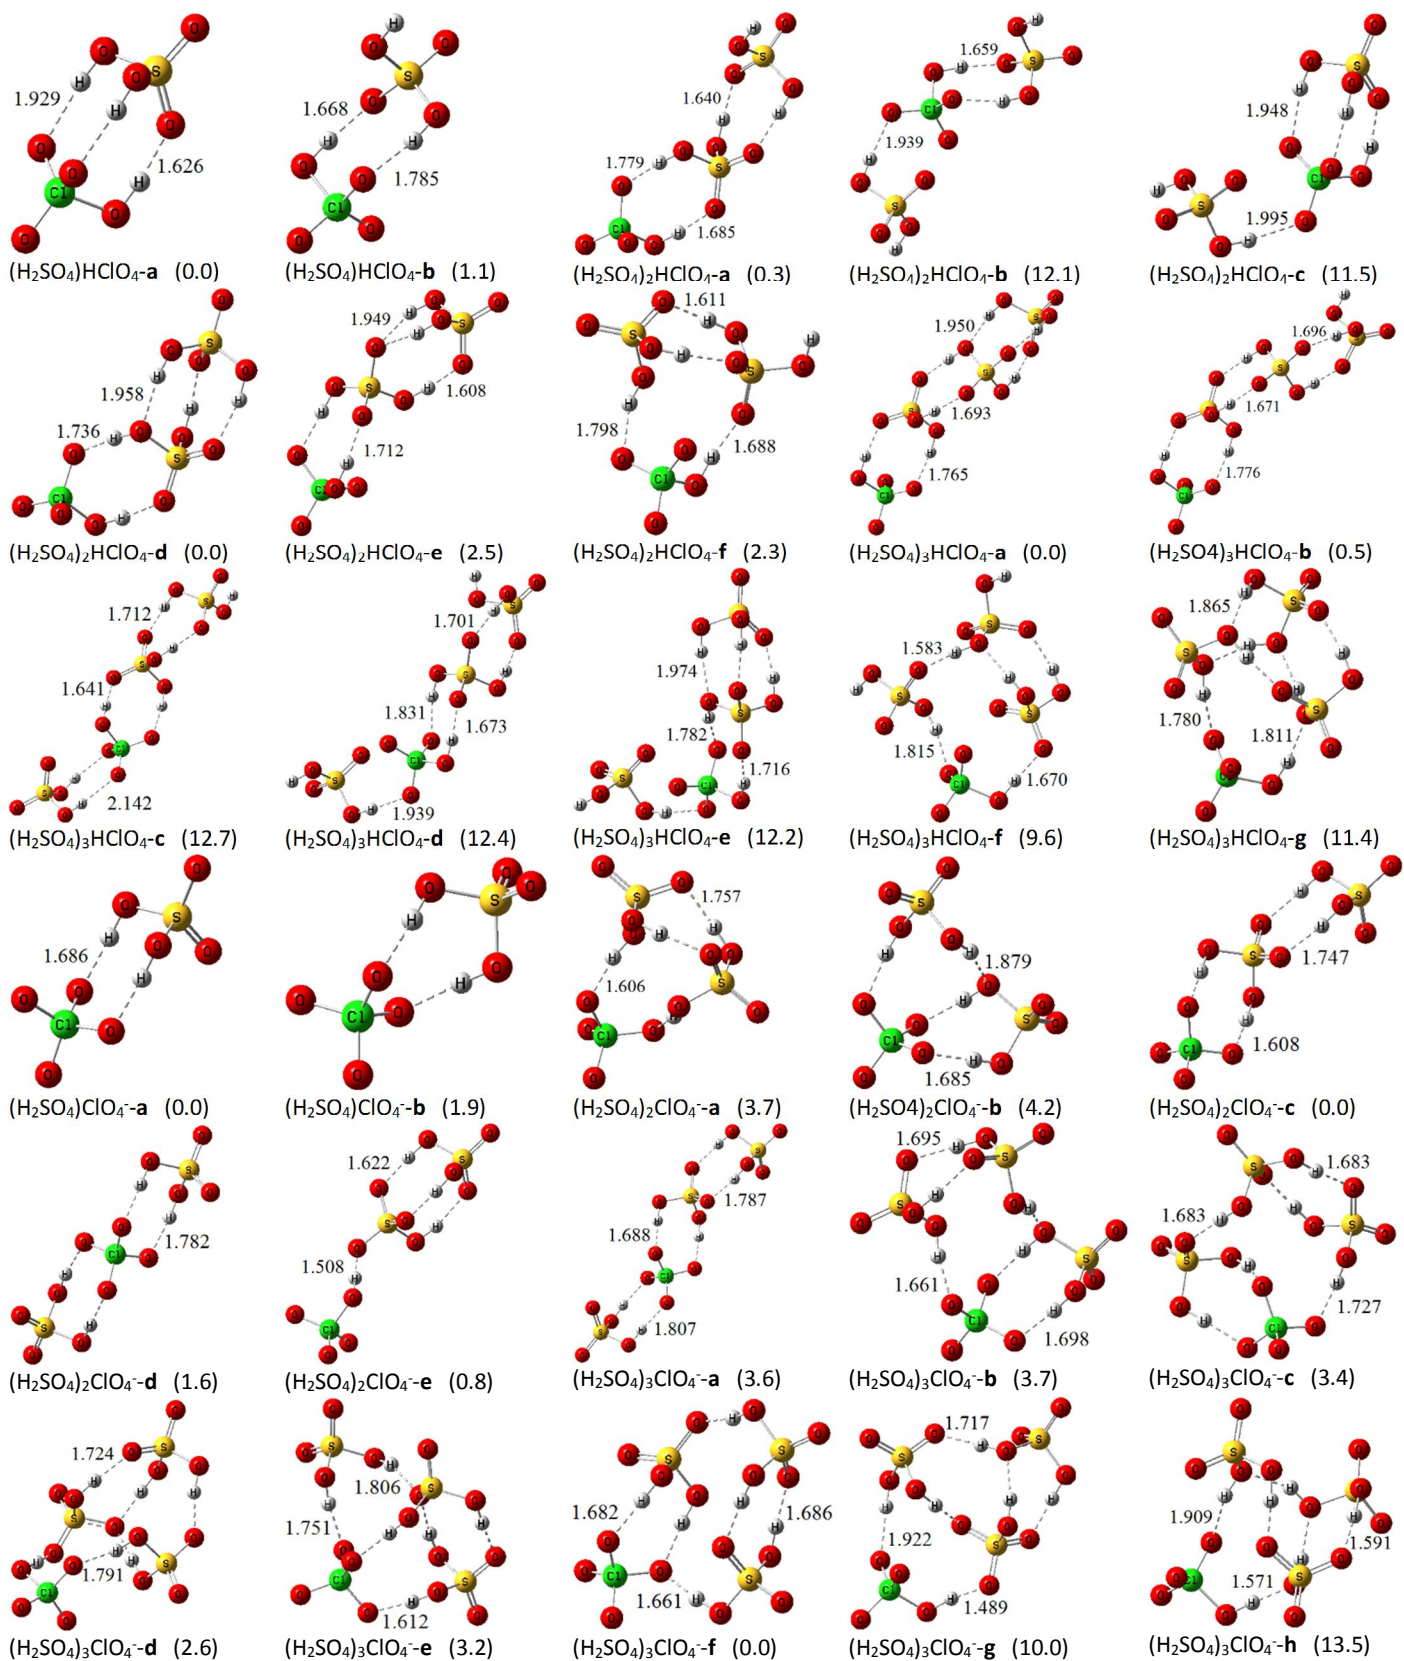 1.929 1.626
1.668 1.785
1.640 1.779 1.685
1.659 1.939
1.948 1.995
(H₂SO₄)HClO₄-a (0.0)
(H₂SO₄)HClO₄-b (1.1)
(H₂SO₄)₂HClO₄-a (0.3)
(H₂SO₄)₂HClO₄-b (12.1)
(H₂SO₄)₂HClO₄-c (11.5)
1.958 1.736
1.949 1.608 1.712
1.611 1.798 1.688
1.950 1.693 1.765
1.696 1.671 1.776
(H₂SO₄)₂HClO₄-d (0.0)
(H₂SO₄)₂HClO₄-e (2.5)
(H₂SO₄)₂HClO₄-f (2.3)
(H₂SO₄)₃HClO₄-a (0.0)
(H₂SO4)₃HClO₄-b (0.5)
1.712 1.641 2.142
1.701 1.831 1.673 1.939
1.974 1.782 1.716
1.583 1.815 1.670
1.865 1.780 1.811
(H₂SO₄)₃HClO₄-c (12.7)
(H₂SO₄)₃HClO₄-d (12.4)
(H₂SO₄)₃HClO₄-e (12.2)
(H₂SO₄)₃HClO₄-f (9.6)
(H₂SO₄)₃HClO₄-g (11.4)
1.686
1.757 1.606
1.879 1.685
1.747 1.608
(H₂SO₄)ClO₄⁻-a (0.0)
(H₂SO₄)ClO₄⁻-b (1.9)
(H₂SO₄)₂ClO₄⁻-a (3.7)
(H₂SO4)₂ClO₄⁻-b (4.2)
(H₂SO₄)₂ClO₄⁻-c (0.0)
1.782
1.622 1.508
1.787 1.688 1.807
1.695 1.661 1.698
1.683 1.683 1.727
(H₂SO₄)₂ClO₄⁻-d (1.6)
(H₂SO₄)₂ClO₄⁻-e (0.8)
(H₂SO₄)₃ClO₄⁻-a (3.6)
(H₂SO₄)₃ClO₄⁻-b (3.7)
(H₂SO₄)₃ClO₄⁻-c (3.4)
1.724 1.791
1.806 1.751 1.612
1.682 1.686 1.661
1.717 1.922 1.489
1.909 1.591 1.571
(H₂SO₄)₃ClO₄⁻-d (2.6)
(H₂SO₄)₃ClO₄⁻-e (3.2)
(H₂SO₄)₃ClO₄⁻-f (0.0)
(H₂SO₄)₃ClO₄⁻-g (10.0)
(H₂SO₄)₃ClO₄⁻-h (13.5)